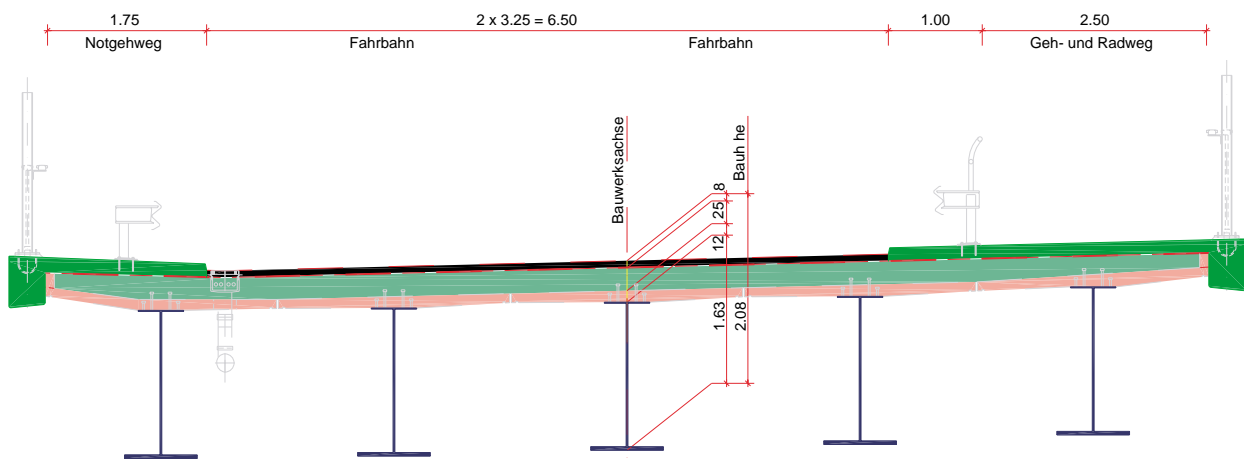 1.75
2 x 3.25 = 6.50
1.00
2.50
Notgehweg
Fahrbahn
Fahrbahn
Geh- und Radweg
Bauwerksachse
Bauh he
8
25
12
1.63
2.08